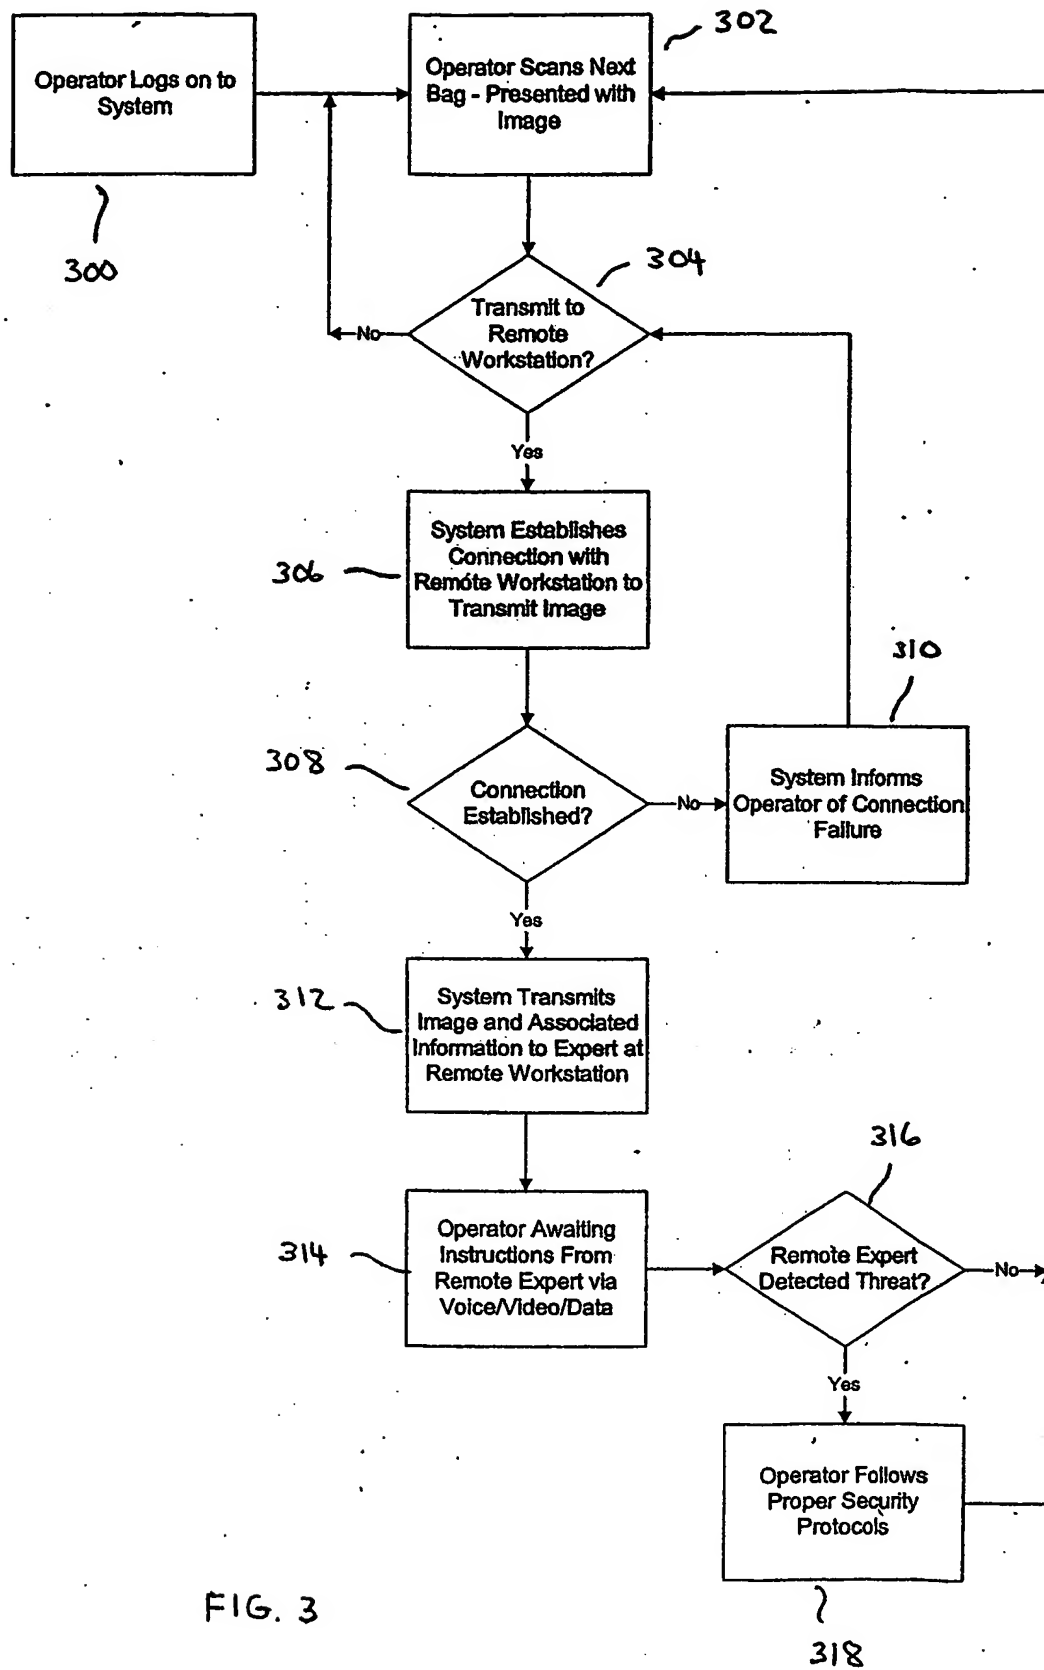 Operator Logs on to
System
300
Operator Scans Next
Bag - Presented with
Image
302
Transmit to
Remote
Workstation?
304
No
Yes
System Establishes
Connection with
Remote Workstation to
Transmit Image
306
Connection
Established?
308
No
System Informs
Operator of Connection
Failure
310
Yes
System Transmits
Image and Associated
Information to Expert at
Remote Workstation
312
Operator Awaiting
Instructions From
Remote Expert via
Voice/Video/Data
314
Remote Expert
Detected Threat?
316
No
Yes
Operator Follows
Proper Security
Protocols
318
FIG. 3